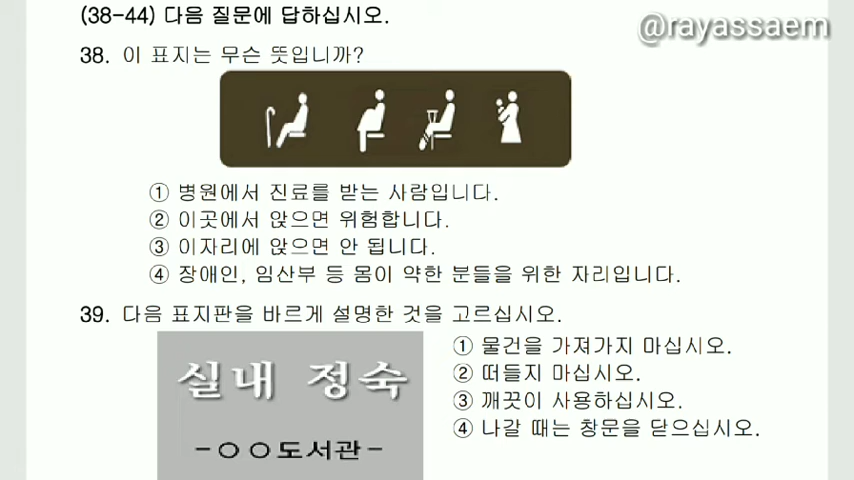 (38-44) 다음 질문에 답하십시오.
@rayassaem
38. 이 표지는 무슨 뜻입니까?
① 병원에서 진료를 받는 사람입니다.
② 이곳에서 앉으면 위험합니다.
③ 이자리에 앉으면 안 됩니다.
④ 장애인, 임산부 등 몸이 약한 분들을 위한 자리입니다.
39. 다음 표지판을 바르게 설명한 것을 고르십시오.
실내 정숙
-○○도서관-
① 물건을 가져가지 마십시오.
② 떠들지 마십시오.
③ 깨끗이 사용하십시오.
④ 나갈 때는 창문을 닫으십시오.